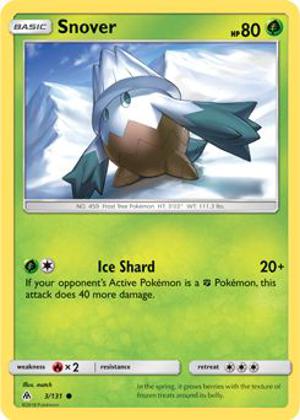 BASIC Snover HP80
NO. 459 Frost Tree Pokémon HT: 3'03" WT: 111.3 lbs.
Ice Shard 20+
If your opponent's Active Pokémon is a Pokémon,
this attack does 40 more damage.
weakness ×2 resistance retreat
Illus. match In the spring, it grows berries with the texture of
3/131 frozen treats around its belly.
©2018 Pokémon